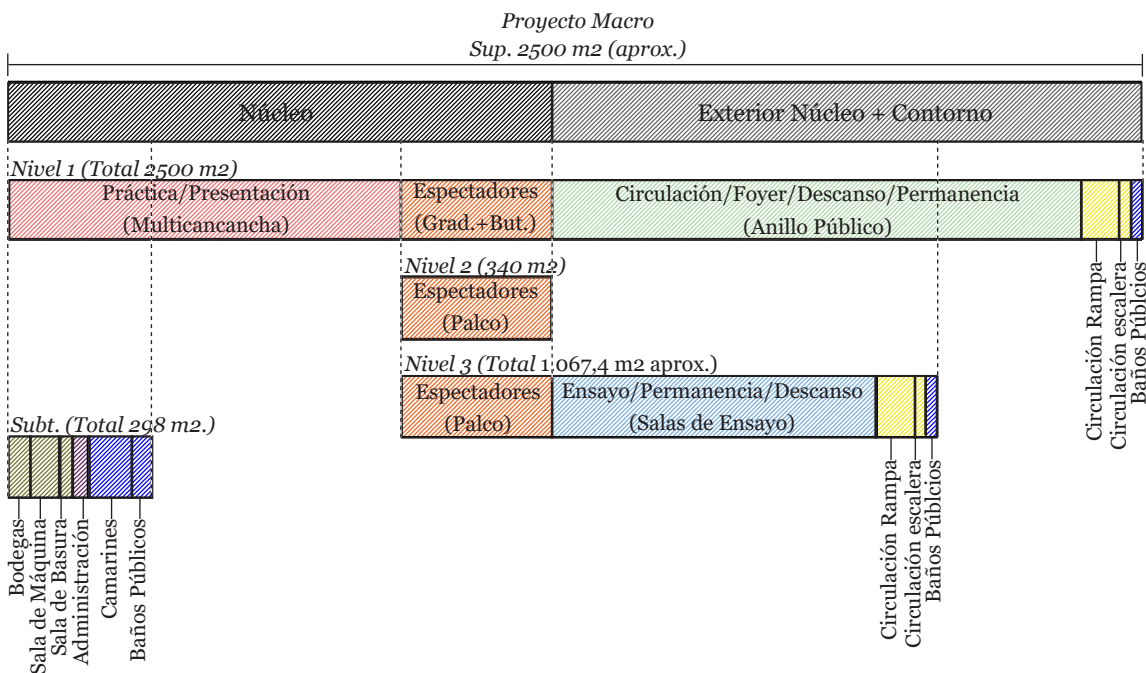 Proyecto Macro
Sup. 2500 m2 (aprox.)
Núcleo
Exterior Núcleo + Contorno
Nivel 1 (Total 2500 m2)
Práctica/Presentación
(Multicancancha)
Espectadores
(Grad.+But.)
Circulación/Foyer/Descanso/Permanencia
(Anillo Público)
Circulación Rampa
Circulación escalera
Baños Públcios
Nivel 2 (340 m2)
Espectadores
(Palco)
Nivel 3 (Total 1.067,4 m2 aprox.)
Espectadores
(Palco)
Ensayo/Permanencia/Descanso
(Salas de Ensayo)
Circulación Rampa
Circulación escalera
Baños Públcios
Subt. (Total 298 m2.)
Bodegas
Sala de Máquina
Sala de Basura
Administración
Camarines
Baños Públicos